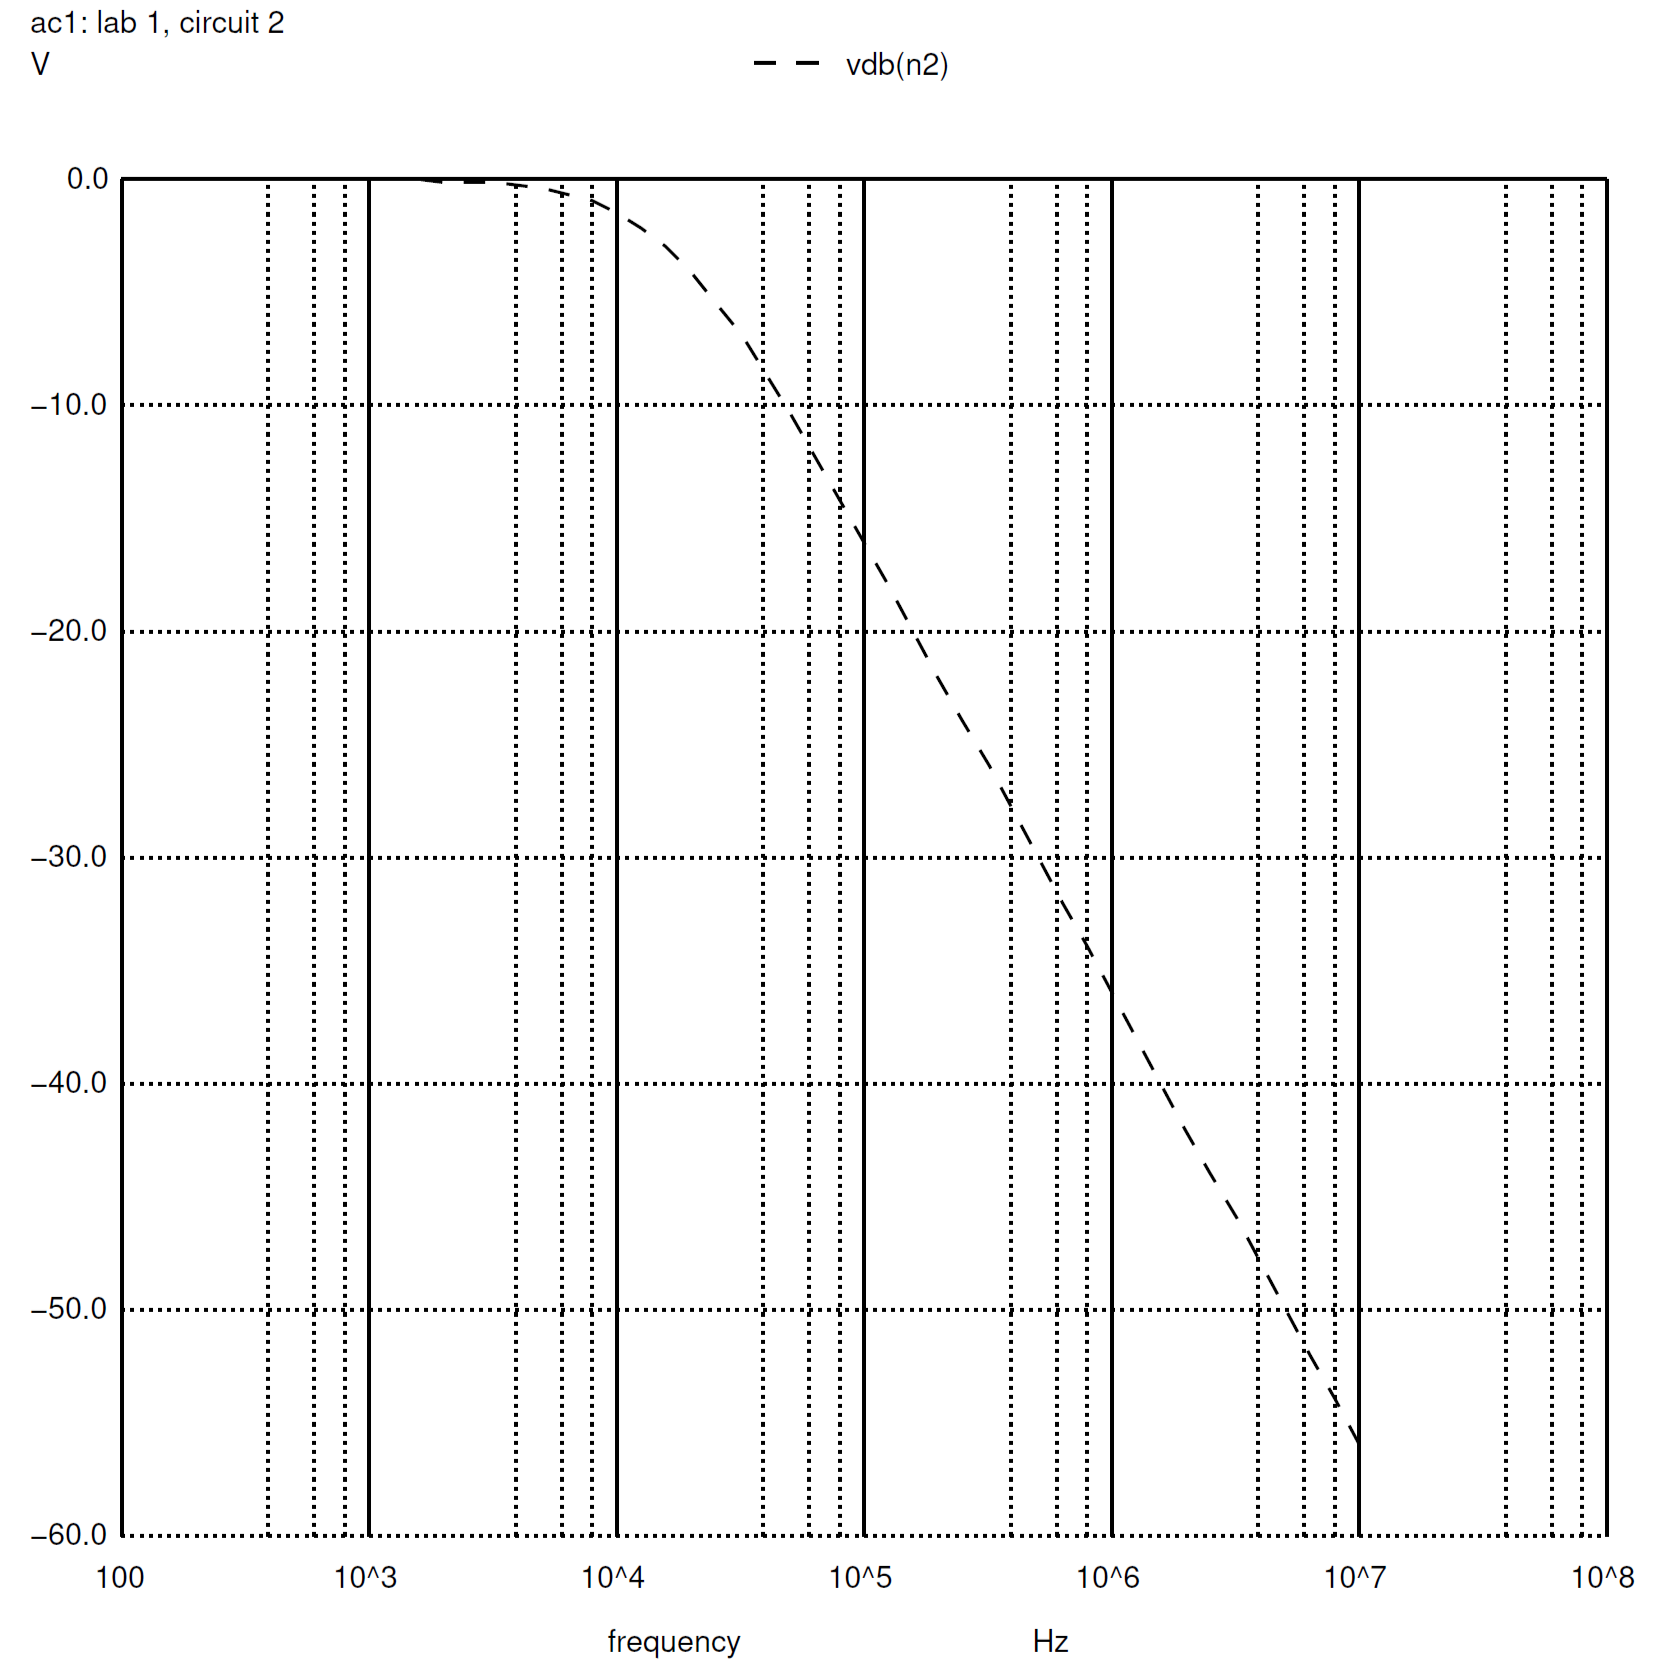 ac1: lab 1, circuit 2
V
vdb(n2)
0.0
−10.0
−20.0
−30.0
−40.0
−50.0
−60.0
100 10^3 10^4 10^5 10^6 10^7 10^8
frequency Hz